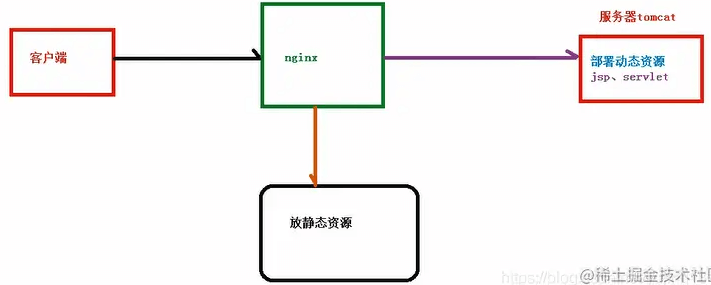 服务器tomcat
客户端
nginx
部署动态资源
jsp、servlet
放静态资源
https://blog.
@稀土掘金技术社区